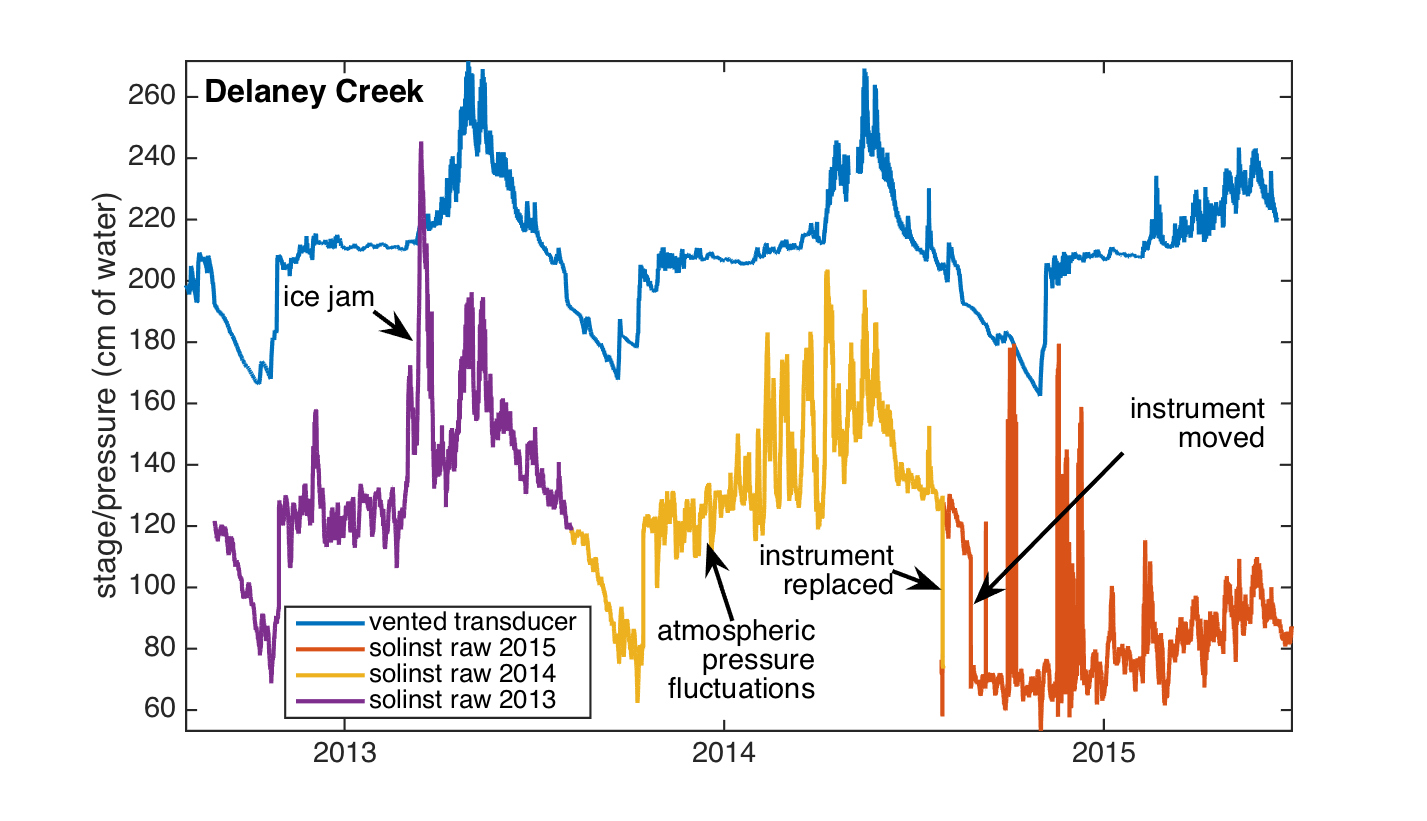 Delaney Creek
stage/pressure (cm of water)
260
240
220
200
180
160
140
120
100
80
60
ice jam
instrument
moved
instrument
replaced
atmospheric
pressure
fluctuations
vented transducer
solinst raw 2015
solinst raw 2014
solinst raw 2013
2013
2014
2015